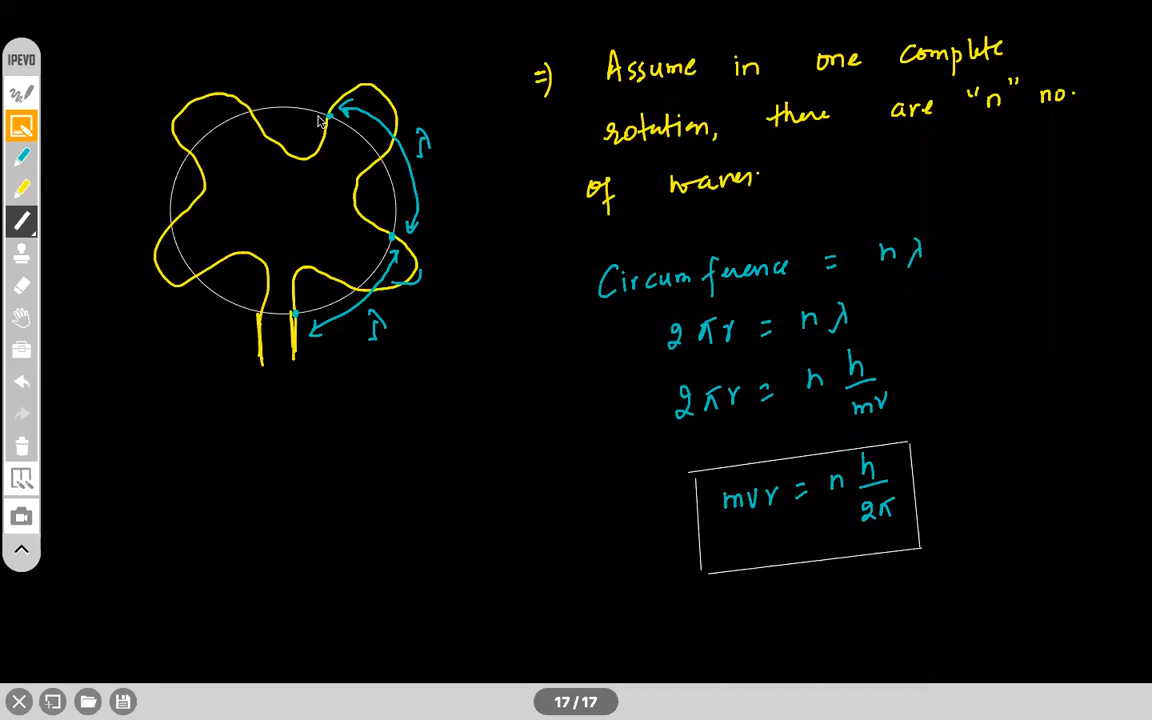 IPEVO
⇒) Assume in one complete
rotation, there are "n" no.
of waves.
λ
λ
Circumference = nλ
2πr = nλ
2πr = n h/mv
mvr = n h/2π
17/17